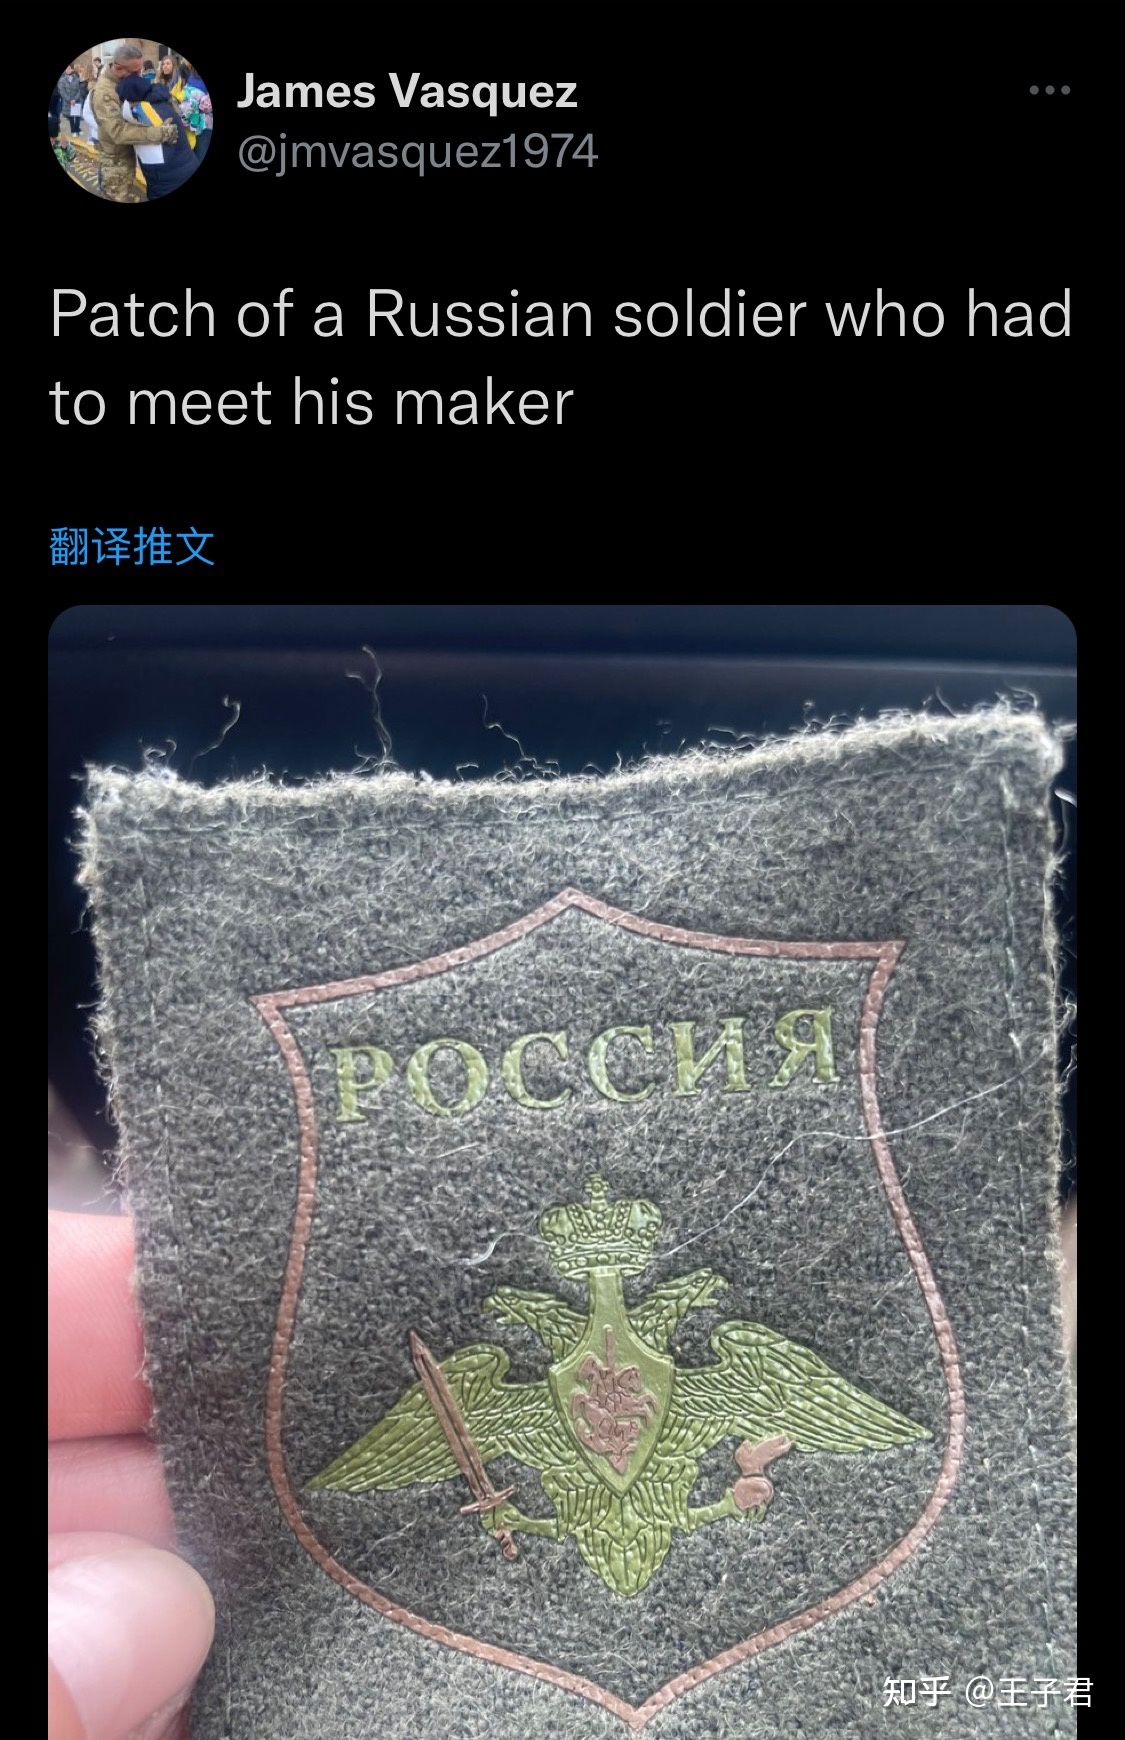 James Vasquez
@jmvasquez1974
Patch of a Russian soldier who had
to meet his maker
翻译推文
РОССИЯ
知乎 @王子君